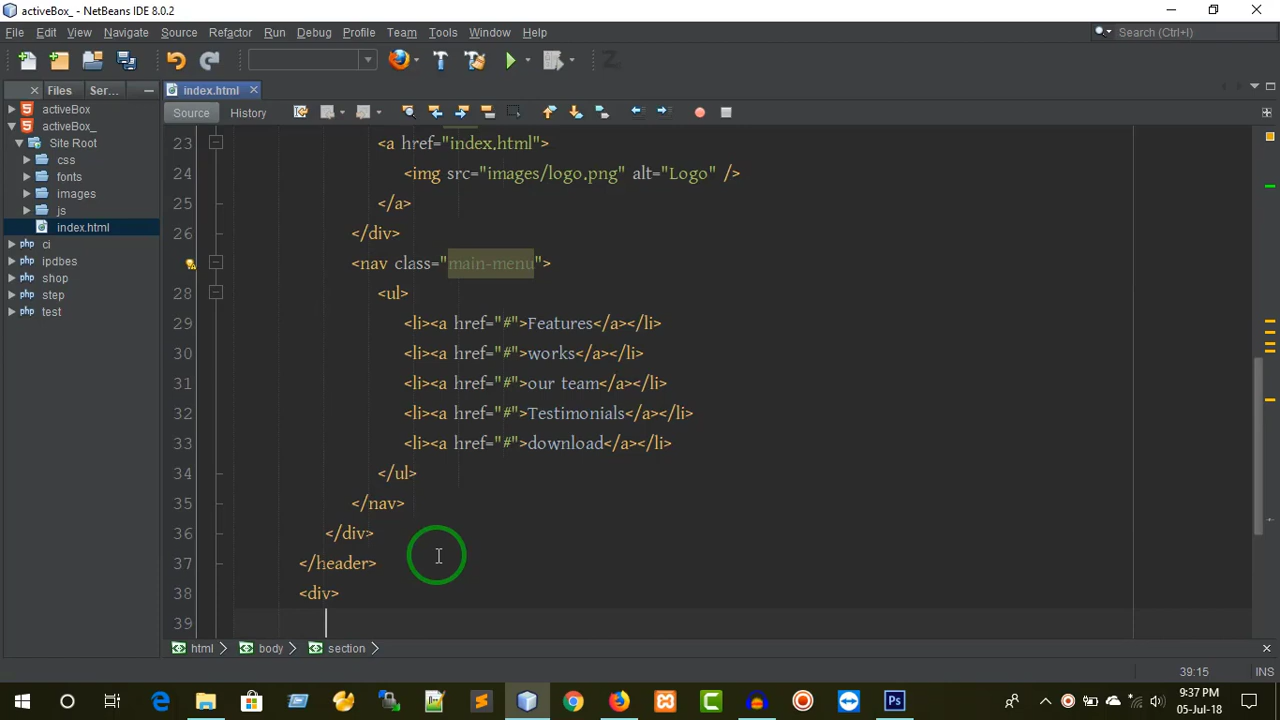 activeBox_ - NetBeans IDE 8.0.2
File Edit View Navigate Source Refactor Run Debug Profile Team Tools Window Help
Search (Ctrl+I)
Files Ser...
index.html
activeBox
Source History
activeBox_
Site Root
css
fonts
images
js
index.html
ci
ipdbes
shop
step
test
23 <a href="index.html">
24 <img src="images/logo.png" alt="Logo" />
25 </a>
26 </div>
<nav class="main-menu">
28 <ul>
29 <li><a href="#">Features</a></li>
30 <li><a href="#">works</a></li>
31 <li><a href="#">our team</a></li>
32 <li><a href="#">Testimonials</a></li>
33 <li><a href="#">download</a></li>
34 </ul>
35 </nav>
36 </div>
37 </header>
38 <div>
39
html body section
39:15 INS
9:37 PM
05-Jul-18